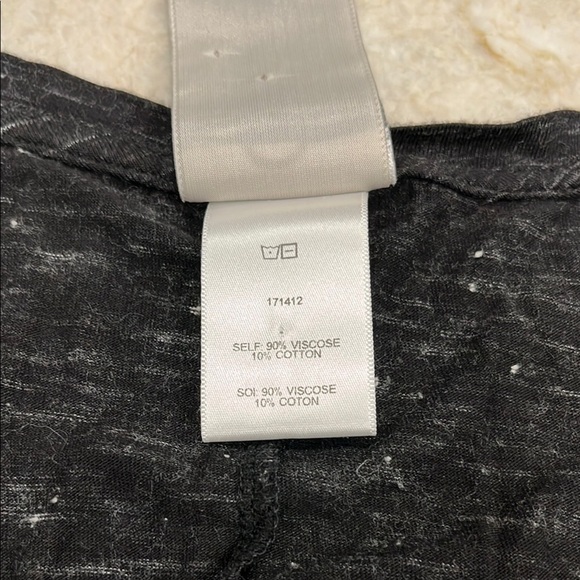 171412
SELF: 90% VISCOSE
10% COTTON
SOI: 90% VISCOSE
10% COTON